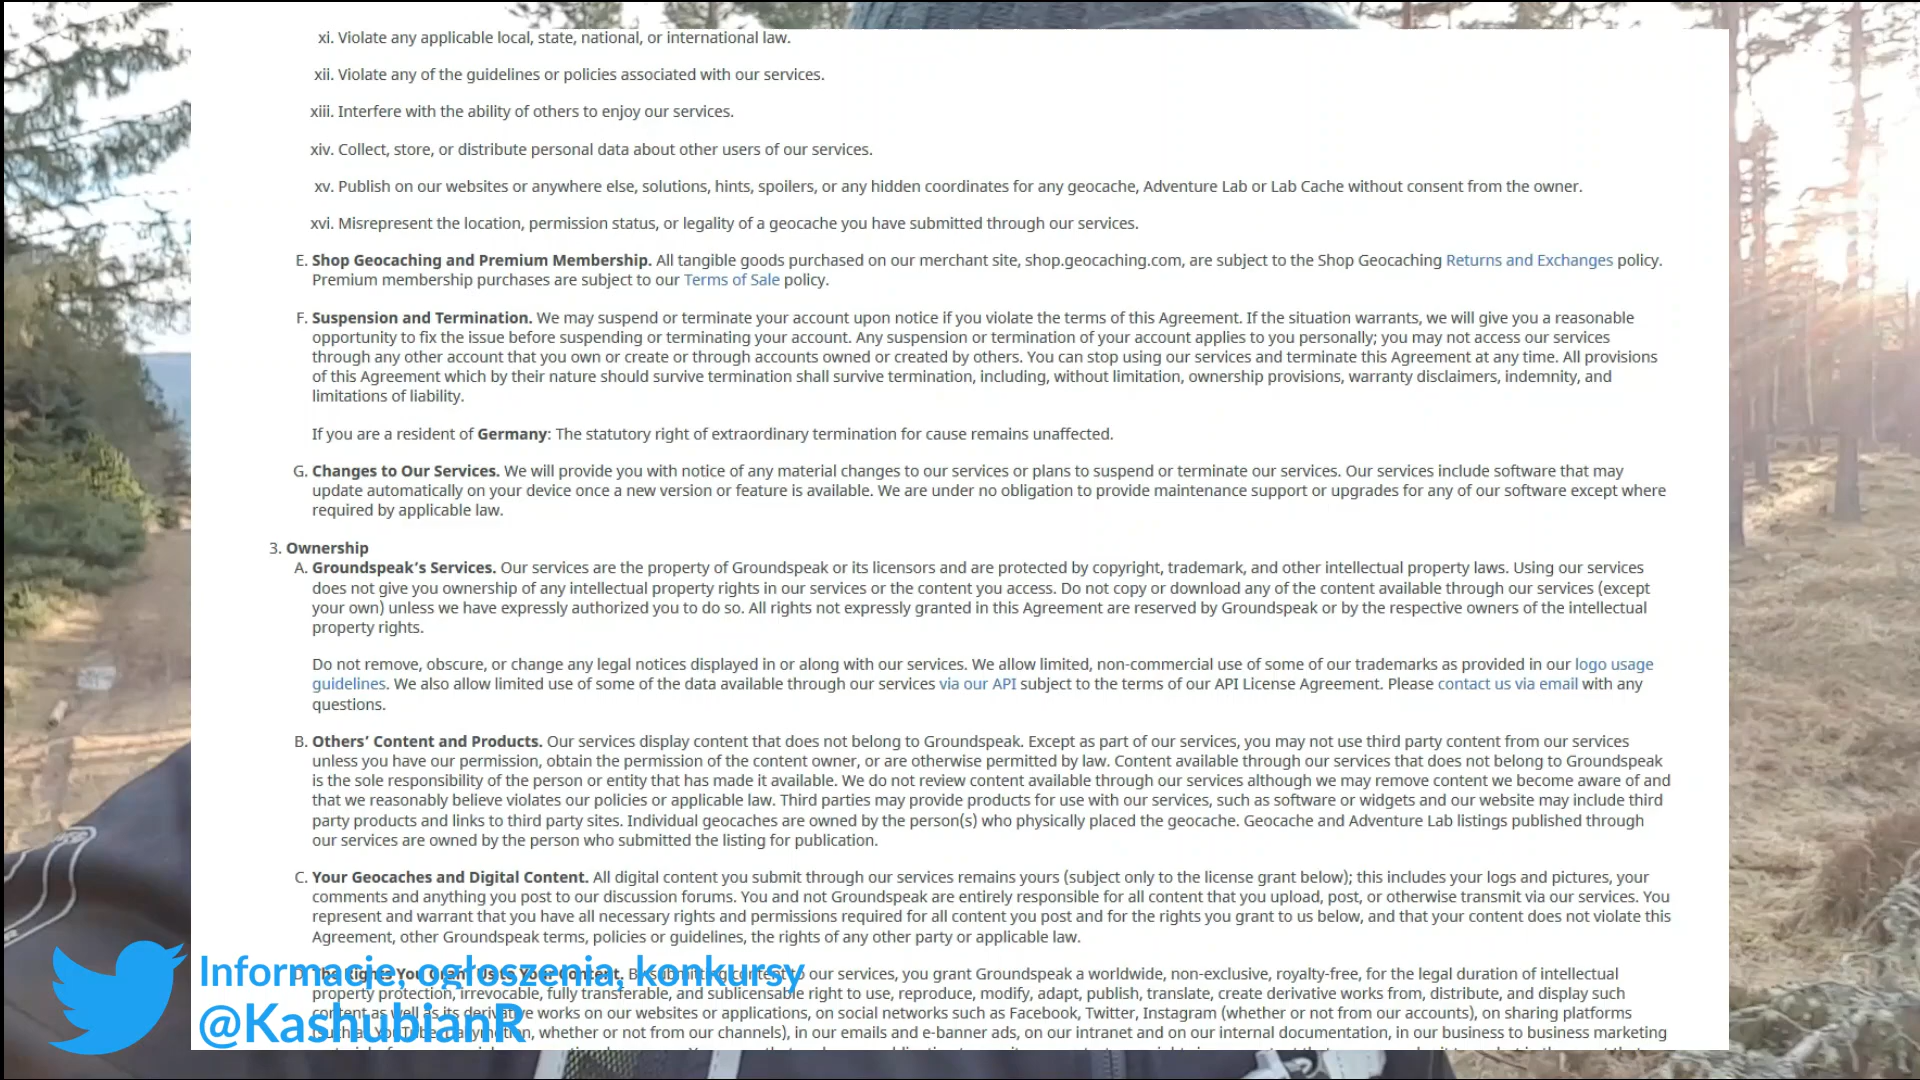 xi. Violate any applicable local, state, national, or international law.
xii. Violate any of the guidelines or policies associated with our services.
xiii. Interfere with the ability of others to enjoy our services.
xiv. Collect, store, or distribute personal data about other users of our services.
xv. Publish on our websites or anywhere else, solutions, hints, spoilers, or any hidden coordinates for any geocache, Adventure Lab or Lab Cache without consent from the owner.
xvi. Misrepresent the location, permission status, or legality of a geocache you have submitted through our services.
E. Shop Geocaching and Premium Membership. All tangible goods purchased on our merchant site, shop.geocaching.com, are subject to the Shop Geocaching Returns and Exchanges policy.
Premium membership purchases are subject to our Terms of Sale policy.
F. Suspension and Termination. We may suspend or terminate your account upon notice if you violate the terms of this Agreement. If the situation warrants, we will give you a reasonable
opportunity to fix the issue before suspending or terminating your account. Any suspension or termination of your account applies to you personally; you may not access our services
through any other account that you own or create or through accounts owned or created by others. You can stop using our services and terminate this Agreement at any time. All provisions
of this Agreement which by their nature should survive termination shall survive termination, including, without limitation, ownership provisions, warranty disclaimers, indemnity, and
limitations of liability.
If you are a resident of Germany: The statutory right of extraordinary termination for cause remains unaffected.
G. Changes to Our Services. We will provide you with notice of any material changes to our services or plans to suspend or terminate our services. Our services include software that may
update automatically on your device once a new version or feature is available. We are under no obligation to provide maintenance support or upgrades for any of our software except where
required by applicable law.
3. Ownership
A. Groundspeak's Services. Our services are the property of Groundspeak or its licensors and are protected by copyright, trademark, and other intellectual property laws. Using our services
does not give you ownership of any intellectual property rights in our services or the content you access. Do not copy or download any of the content available through our services (except
your own) unless we have expressly authorized you to do so. All rights not expressly granted in this Agreement are reserved by Groundspeak or by the respective owners of the intellectual
property rights.
Do not remove, obscure, or change any legal notices displayed in or along with our services. We allow limited, non-commercial use of some of our trademarks as provided in our logo usage
guidelines. We also allow limited use of some of the data available through our services via our API subject to the terms of our API License Agreement. Please contact us via email with any
questions.
B. Others' Content and Products. Our services display content that does not belong to Groundspeak. Except as part of our services, you may not use third party content from our services
unless you have our permission, obtain the permission of the content owner, or are otherwise permitted by law. Content available through our services that does not belong to Groundspeak
is the sole responsibility of the person or entity that has made it available. We do not review content available through our services although we may remove content we become aware of and
that we reasonably believe violates our policies or applicable law. Third parties may provide products for use with our services, such as software or widgets and our website may include third
party products and links to third party sites. Individual geocaches are owned by the person(s) who physically placed the geocache. Geocache and Adventure Lab listings published through
our services are owned by the person who submitted the listing for publication.
C. Your Geocaches and Digital Content. All digital content you submit through our services remains yours (subject only to the license grant below); this includes your logs and pictures, your
comments and anything you post to our discussion forums. You and not Groundspeak are entirely responsible for all content that you upload, post, or otherwise transmit via our services. You
represent and warrant that you have all necessary rights and permissions required for all content you post and for the rights you grant to us below, and that your content does not violate this
Agreement, other Groundspeak terms, policies or guidelines, the rights of any other party or applicable law.
The Rights You Grant Us to Your Content. By submitting content to our services, you grant Groundspeak a worldwide, non-exclusive, royalty-free, for the legal duration of intellectual
property protection, irrevocable, fully transferable, and sublicensable right to use, reproduce, modify, adapt, publish, translate, create derivative works from, distribute, and display such
content as well as its derivative works on our websites or applications, on social networks such as Facebook, Twitter, Instagram (whether or not from our accounts), on sharing platforms
whether or not from our channels), in our emails and e-banner ads, on our intranet and on our internal documentation, in our business to business marketing
Informacje, ogłoszenia, konkursy
@KashubianR